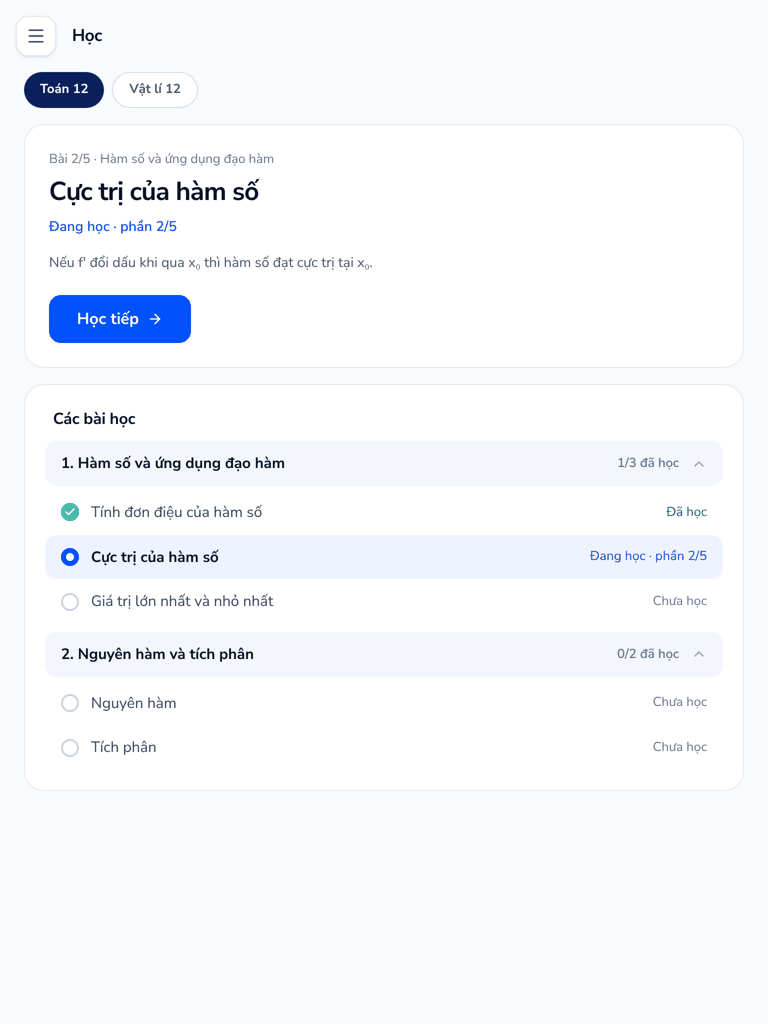 Học
Toán 12
Vật lí 12
Bài 2/5 · Hàm số và ứng dụng đạo hàm
Cực trị của hàm số
Đang học · phần 2/5
Nếu f' đổi dấu khi qua x₀ thì hàm số đạt cực trị tại x₀.
Học tiếp →
Các bài học
1. Hàm số và ứng dụng đạo hàm 1/3 đã học
Tính đơn điệu của hàm số Đã học
Cực trị của hàm số Đang học · phần 2/5
Giá trị lớn nhất và nhỏ nhất Chưa học
2. Nguyên hàm và tích phân 0/2 đã học
Nguyên hàm Chưa học
Tích phân Chưa học